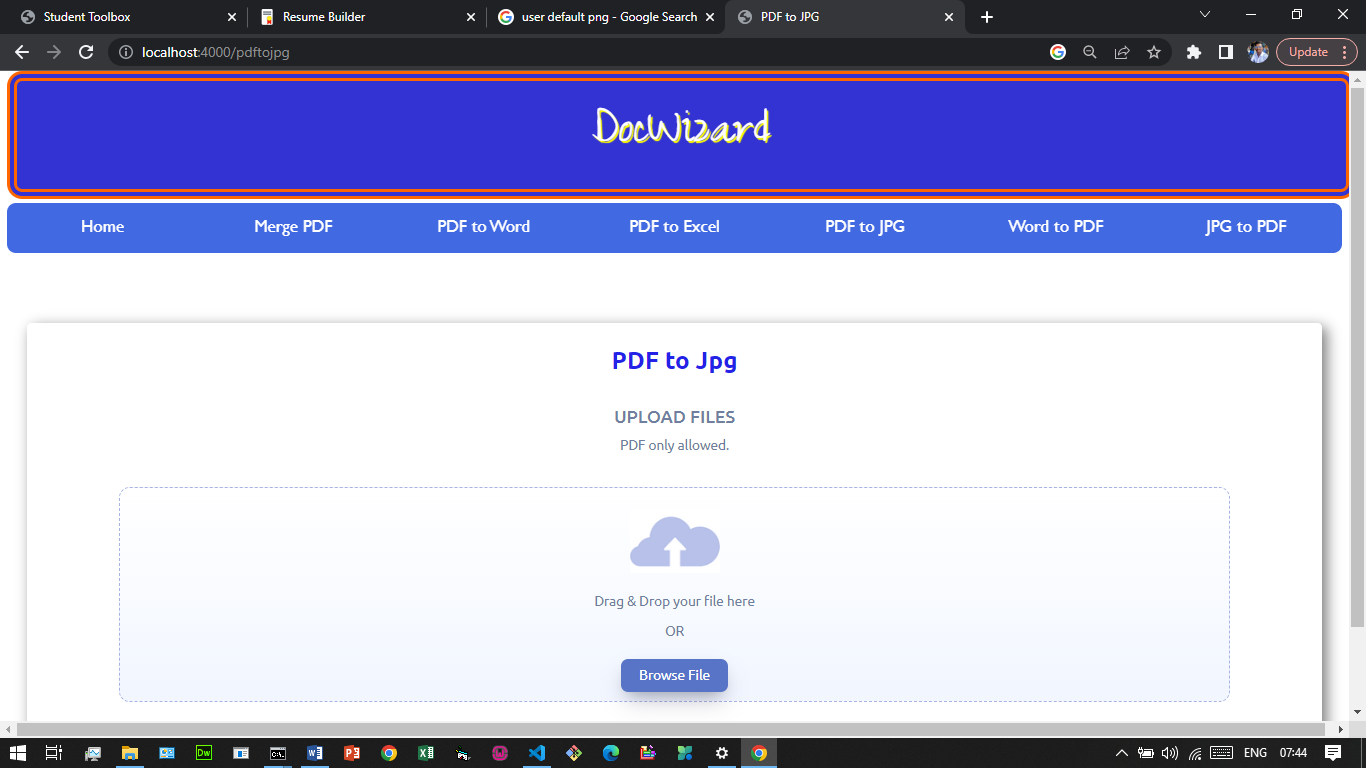 Student Toolbox
Resume Builder
user default png - Google Search
PDF to JPG
localhost:4000/pdftojpg
Update
DocWizard
Home
Merge PDF
PDF to Word
PDF to Excel
PDF to JPG
Word to PDF
JPG to PDF
PDF to Jpg
UPLOAD FILES
PDF only allowed.
Drag & Drop your file here
OR
Browse File
ENG
07:44